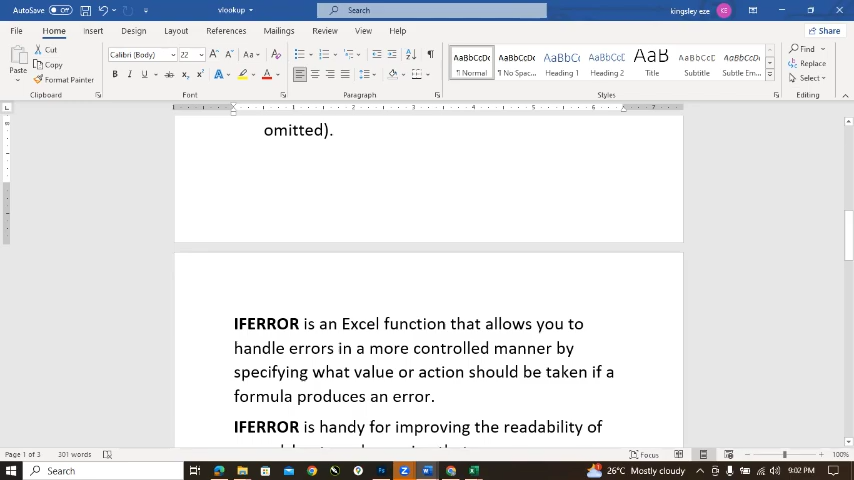 AutoSave Off vlookup Search kingsley eze KE
File Home Insert Design Layout References Mailings Review View Help Share
Paste Cut Copy Format Painter
Calibri (Body) 22
AaBbCcDc AaBbCcDc AaBbCc AaBbCcD AaB AaBbCcD AaBbCcDc
¶ Normal ¶ No Spac... Heading 1 Heading 2 Title Subtitle Subtle Em...
Find Replace Select
Clipboard Font Paragraph Styles Editing
omitted).
IFERROR is an Excel function that allows you to
handle errors in a more controlled manner by
specifying what value or action should be taken if a
formula produces an error.
IFERROR is handy for improving the readability of
Page 1 of 3 301 words Focus 100%
Search 26°C Mostly cloudy 9:02 PM